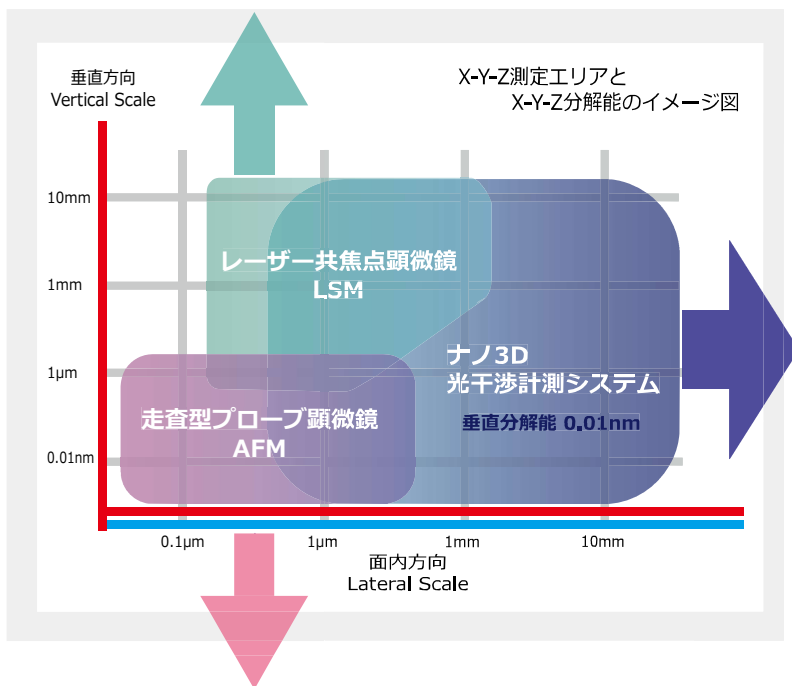 垂直方向
Vertical Scale
X-Y-Z測定エリアと
X-Y-Z分解能のイメージ図
10mm
1mm
1μm
0.01nm
レーザー共焦点顕微鏡
LSM
ナノ3D
光干渉計測システム
垂直分解能 0.01nm
走査型プローブ顕微鏡
AFM
0.1μm
1μm
1mm
10mm
面内方向
Lateral Scale